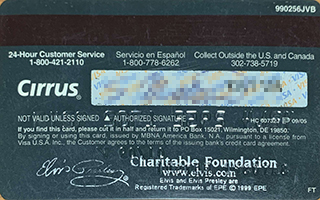 990256JVB
24-Hour Customer Service Servicio en Español Collect Outside the U.S. and Canada
1-800-421-2110 1-800-778-6262 302-738-5719
Cirrus.
NOT VALID UNLESS SIGNED ▲ AUTHORIZED SIGNATURE
If you find this card, please cut it in half and return it to PO Box 15021, Wilmington, DE 19850.
By signing or using this card, issued by MBNA America Bank, N.A., pursuant to a license from
Visa U.S.A. Inc., the Customer agrees to the terms of the issuing bank's credit card agreement.
Elvis Presley Charitable Foundation
www.elvis.com
Elvis and Elvis Presley are
Registered Trademarks of EPE © 1999 EPE
FT